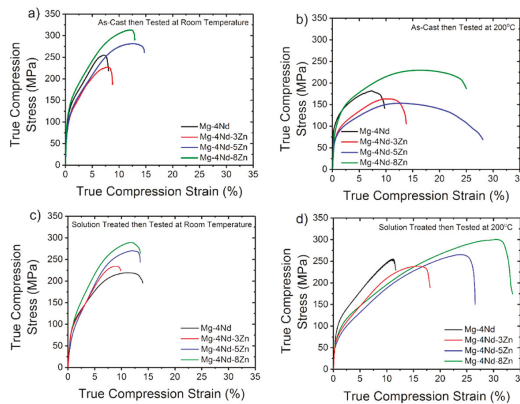 a)
As-Cast then Tested at Room Temperature
True Compression
Stress (MPa)
350
300
250
200
150
100
50
0
Mg-4Nd
Mg-4Nd-3Zn
Mg-4Nd-5Zn
Mg-4Nd-8Zn
0 5 10 15 20 25 30 35
True Compression Strain (%)
b)
As-Cast then Tested at 200°C
True Compression
Stress (MPa)
350
300
250
200
150
100
50
0
Mg-4Nd
Mg-4Nd-3Zn
Mg-4Nd-5Zn
Mg-4Nd-8Zn
0 5 10 15 20 25 30 35
True Compression Strain (%)
c)
Solution Treated then Tested at Room Temperature
True Compression
Stress (MPa)
350
300
250
200
150
100
50
0
Mg-4Nd
Mg-4Nd-3Zn
Mg-4Nd-5Zn
Mg-4Nd-8Zn
0 5 10 15 20 25 30 35
True Compression Strain (%)
d)
Solution Treated then Tested at 200°C
True Compression
Stress (MPa)
350
300
250
200
150
100
50
0
Mg-4Nd
Mg-4Nd-3Zn
Mg-4Nd-5Zn
Mg-4Nd-8Zn
0 5 10 15 20 25 30 35
True Compression Strain (%)